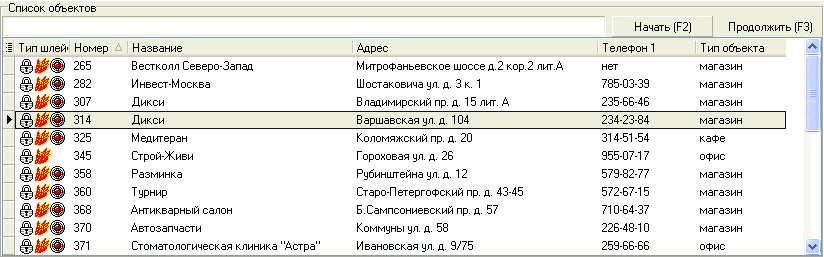 Список объектов
Начать (F2) Продолжить (F3)
Тип шлей Номер Название Адрес Телефон 1 Тип объекта
265 Вестколл Северо-Запад Митрофаньевское шоссе д.2 кор.2 лит.А нет магазин
282 Инвест-Москва Шостаковича ул. д. 3 к. 1 785-03-39 магазин
307 Дикси Владимирский пр. д. 15 лит. А 235-66-46 магазин
314 Дикси Варшавская ул. д. 104 234-23-84 магазин
325 Медитеран Коломяжский пр. д. 20 314-51-54 кафе
345 Строй-Живи Гороховая ул. д. 26 955-07-17 офис
358 Разминка Рубинштейна ул. д. 12 579-82-77 магазин
360 Турнир Старо-Петергофский пр. д. 43-45 572-67-15 магазин
368 Антикварный салон Б.Сампсониевский пр. д. 57 710-64-37 магазин
370 Автозапчасти Коммуны ул. д. 58 226-48-10 магазин
371 Стоматологическая клиника "Астра" Ивановская ул. д. 9/75 259-66-66 офис